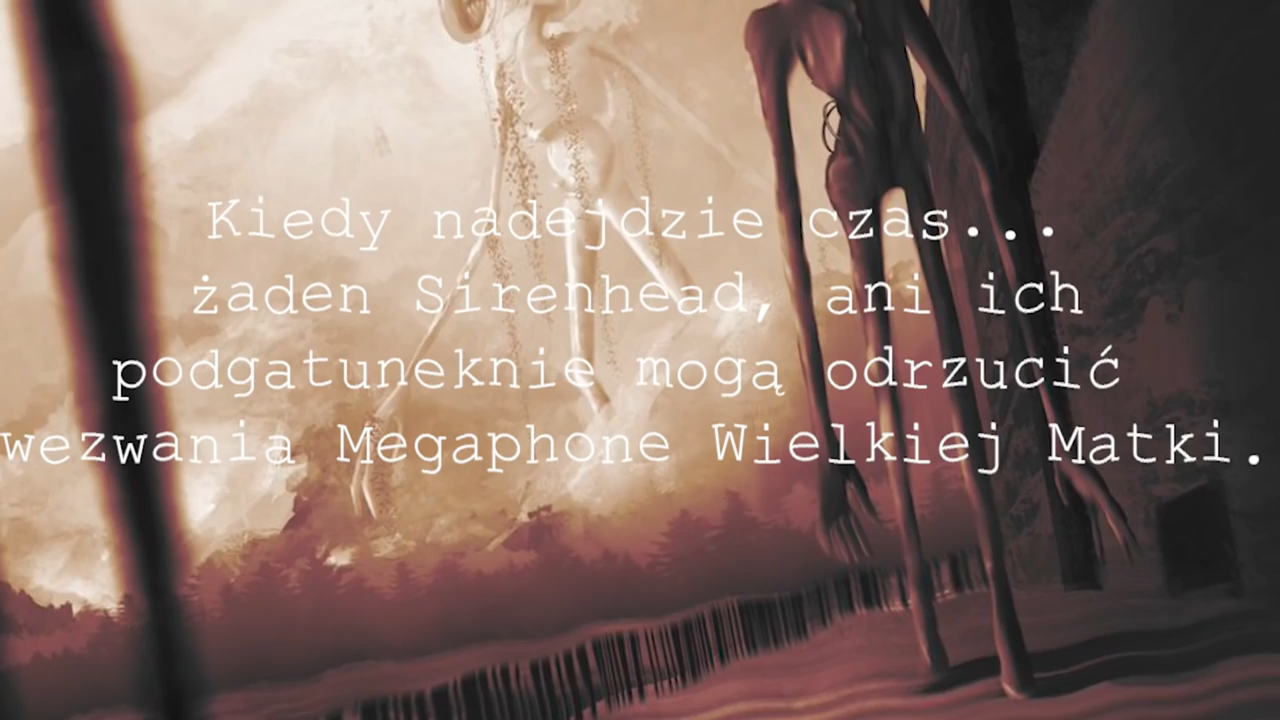 Kiedy nadejdzie czas...
żaden Sirenhead, ani ich
podgatuneknie mogą odrzucić
wezwania Megaphone Wielkiej Matki.